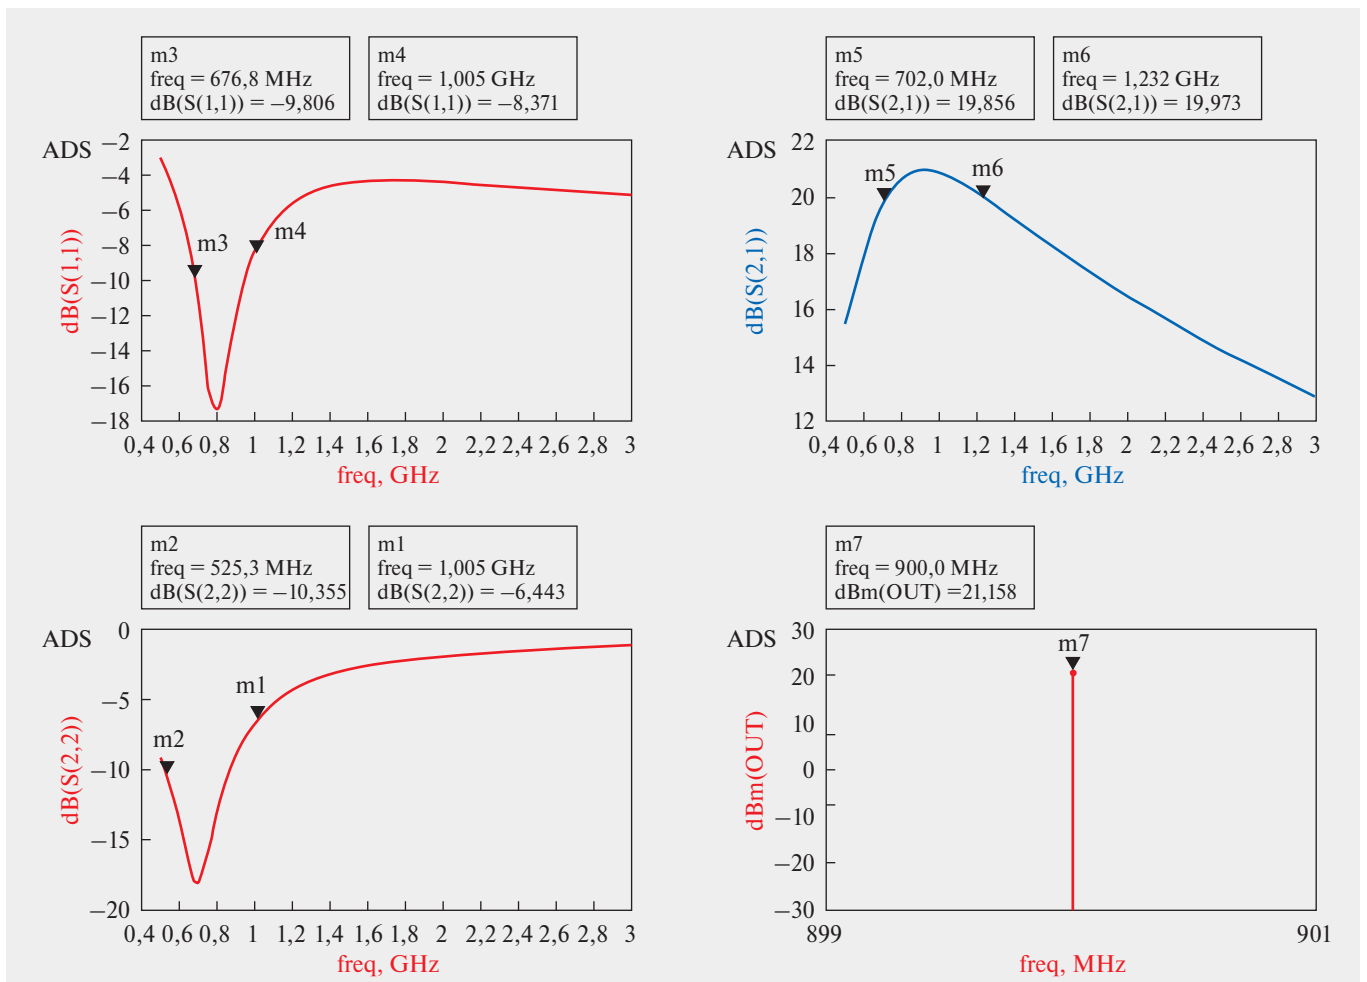 m3
freq = 676,8 MHz
dB(S(1,1)) = −9,806
m4
freq = 1,005 GHz
dB(S(1,1)) = −8,371
ADS
dB(S(1,1))
−2
−4
−6
−8
−10
−12
−14
−16
−18
m3
m4
0,4 0,6 0,8 1 1,2 1,4 1,6 1,8 2 2,2 2,4 2,6 2,8 3
freq, GHz
m5
freq = 702,0 MHz
dB(S(2,1)) = 19,856
m6
freq = 1,232 GHz
dB(S(2,1)) = 19,973
ADS
dB(S(2,1))
22
20
18
16
14
12
m5
m6
0,4 0,6 0,8 1 1,2 1,4 1,6 1,8 2 2,2 2,4 2,6 2,8 3
freq, GHz
m2
freq = 525,3 MHz
dB(S(2,2)) = −10,355
m1
freq = 1,005 GHz
dB(S(2,2)) = −6,443
ADS
dB(S(2,2))
0
−5
−10
−15
−20
m2
m1
0,4 0,6 0,8 1 1,2 1,4 1,6 1,8 2 2,2 2,4 2,6 2,8 3
freq, GHz
m7
freq = 900,0 MHz
dBm(OUT) =21,158
ADS
dBm(OUT)
30
20
10
0
−10
−20
−30
m7
899 901
freq, MHz